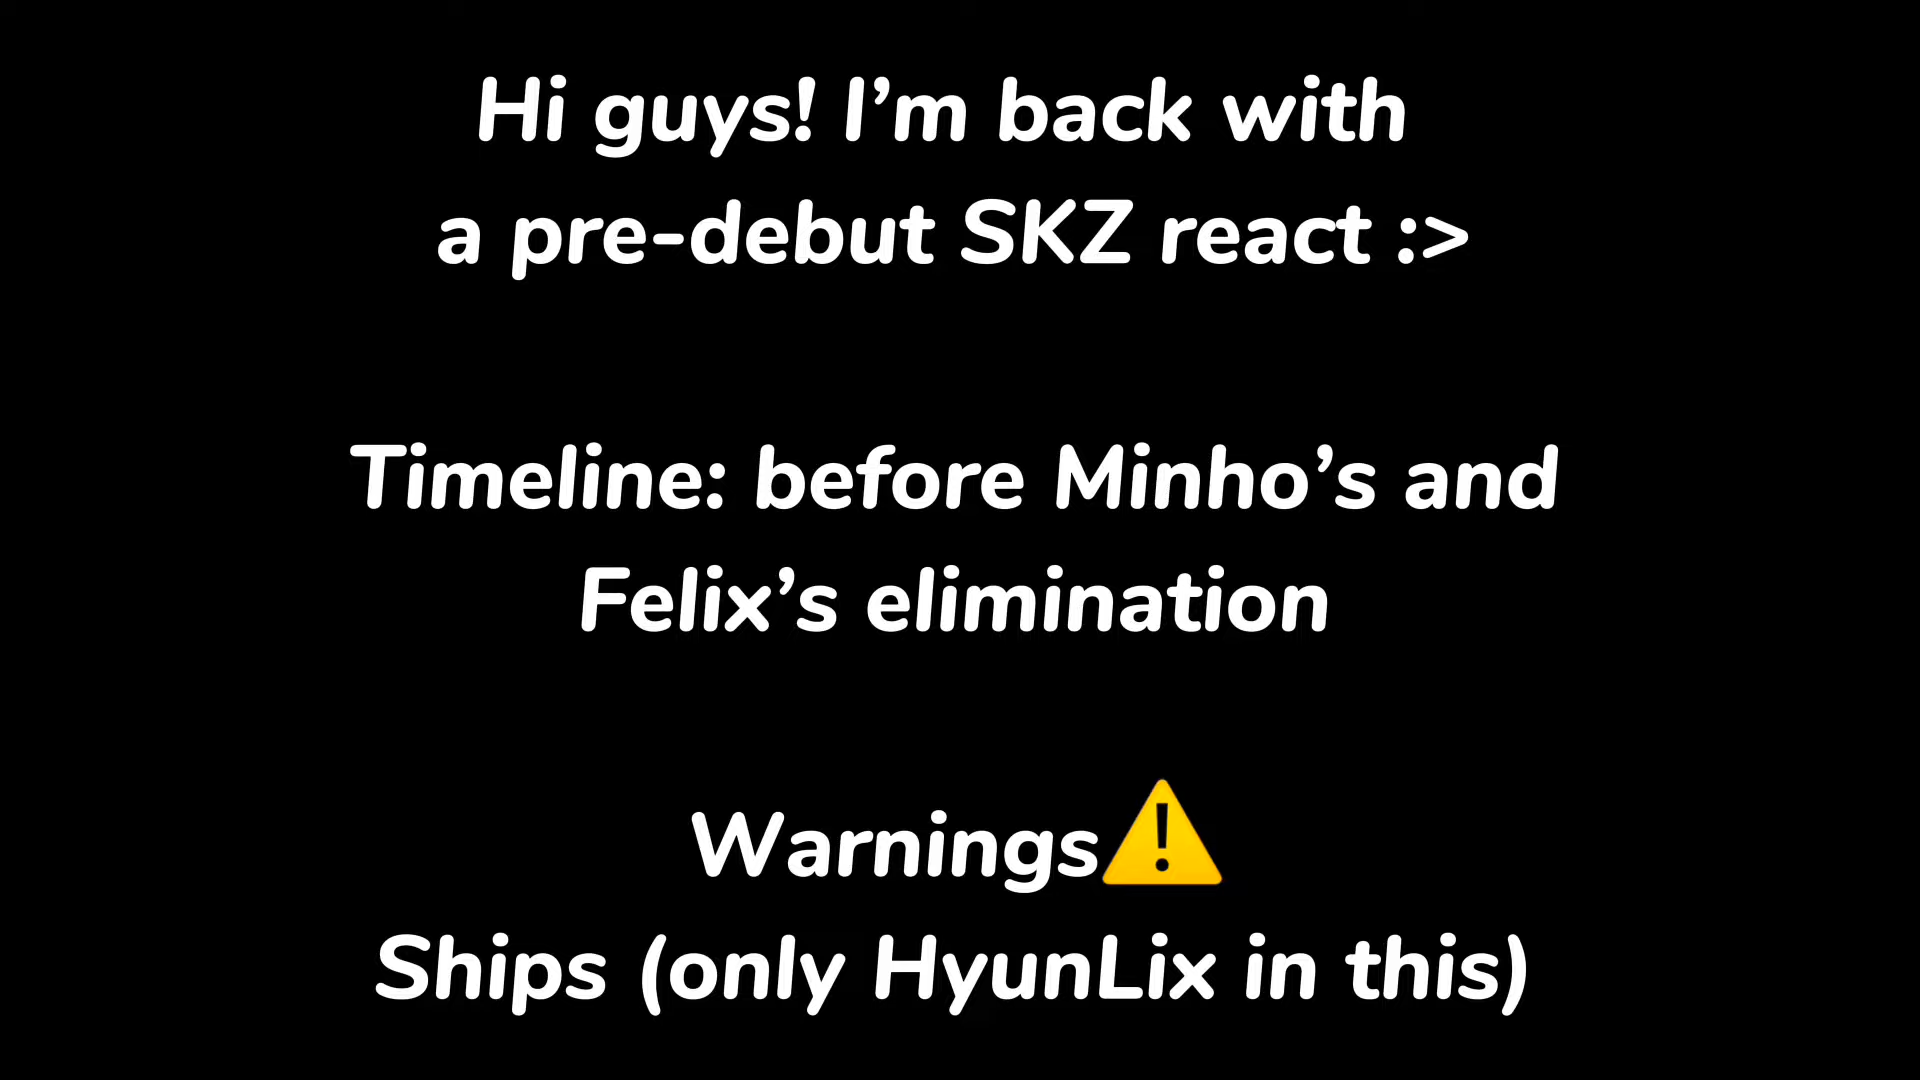 Hi guys! I’m back with
a pre-debut SKZ react :>
Timeline: before Minho’s and
Felix’s elimination
Warnings⚠️
Ships (only HyunLix in this)